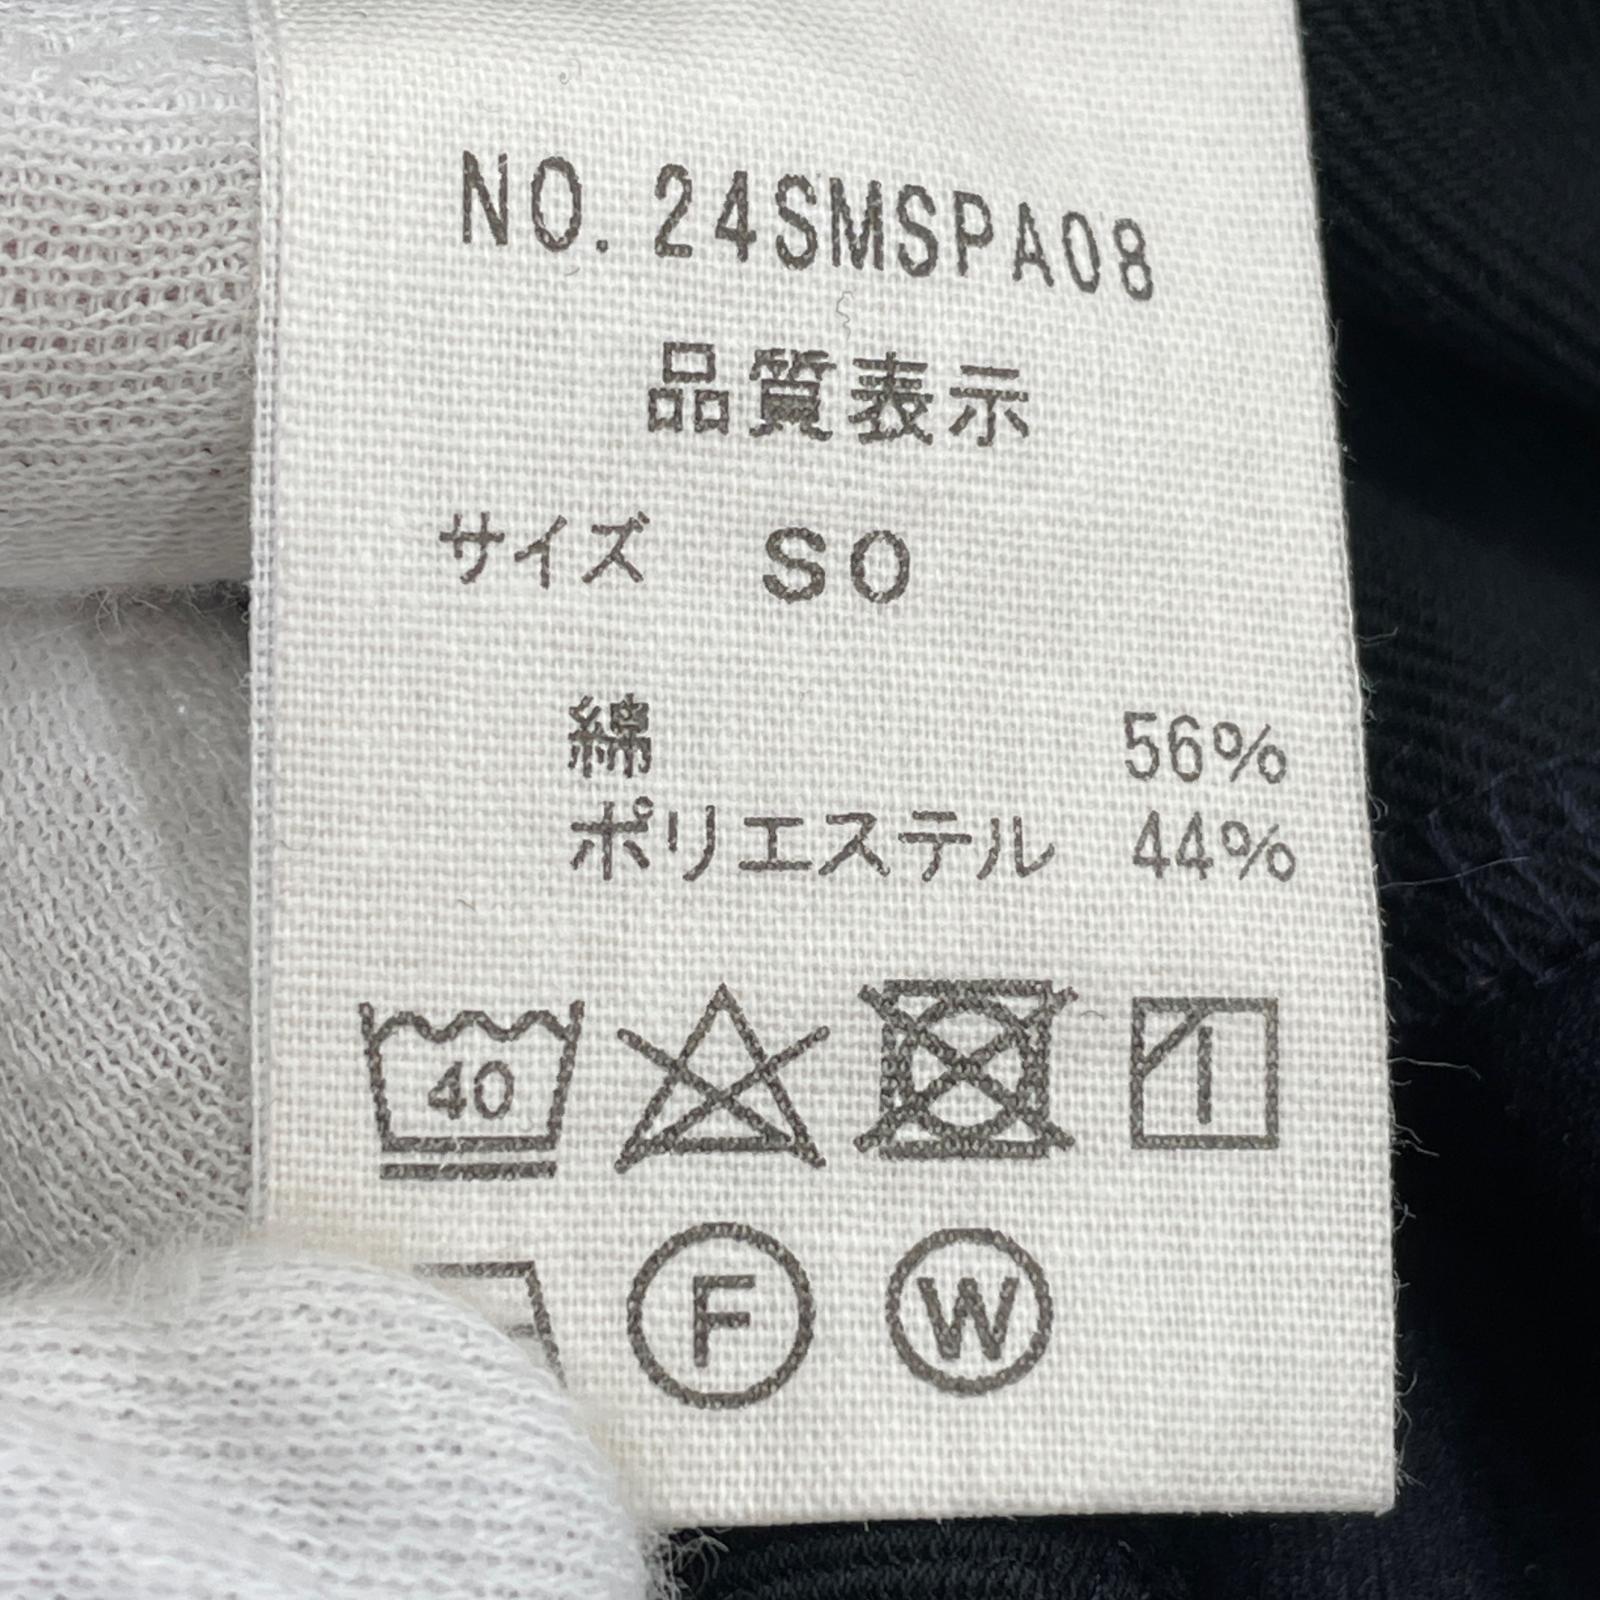 NO. 24SMSPA08
品質表示
サイズ SO
綿 56%
ポリエステル 44%
40
F W